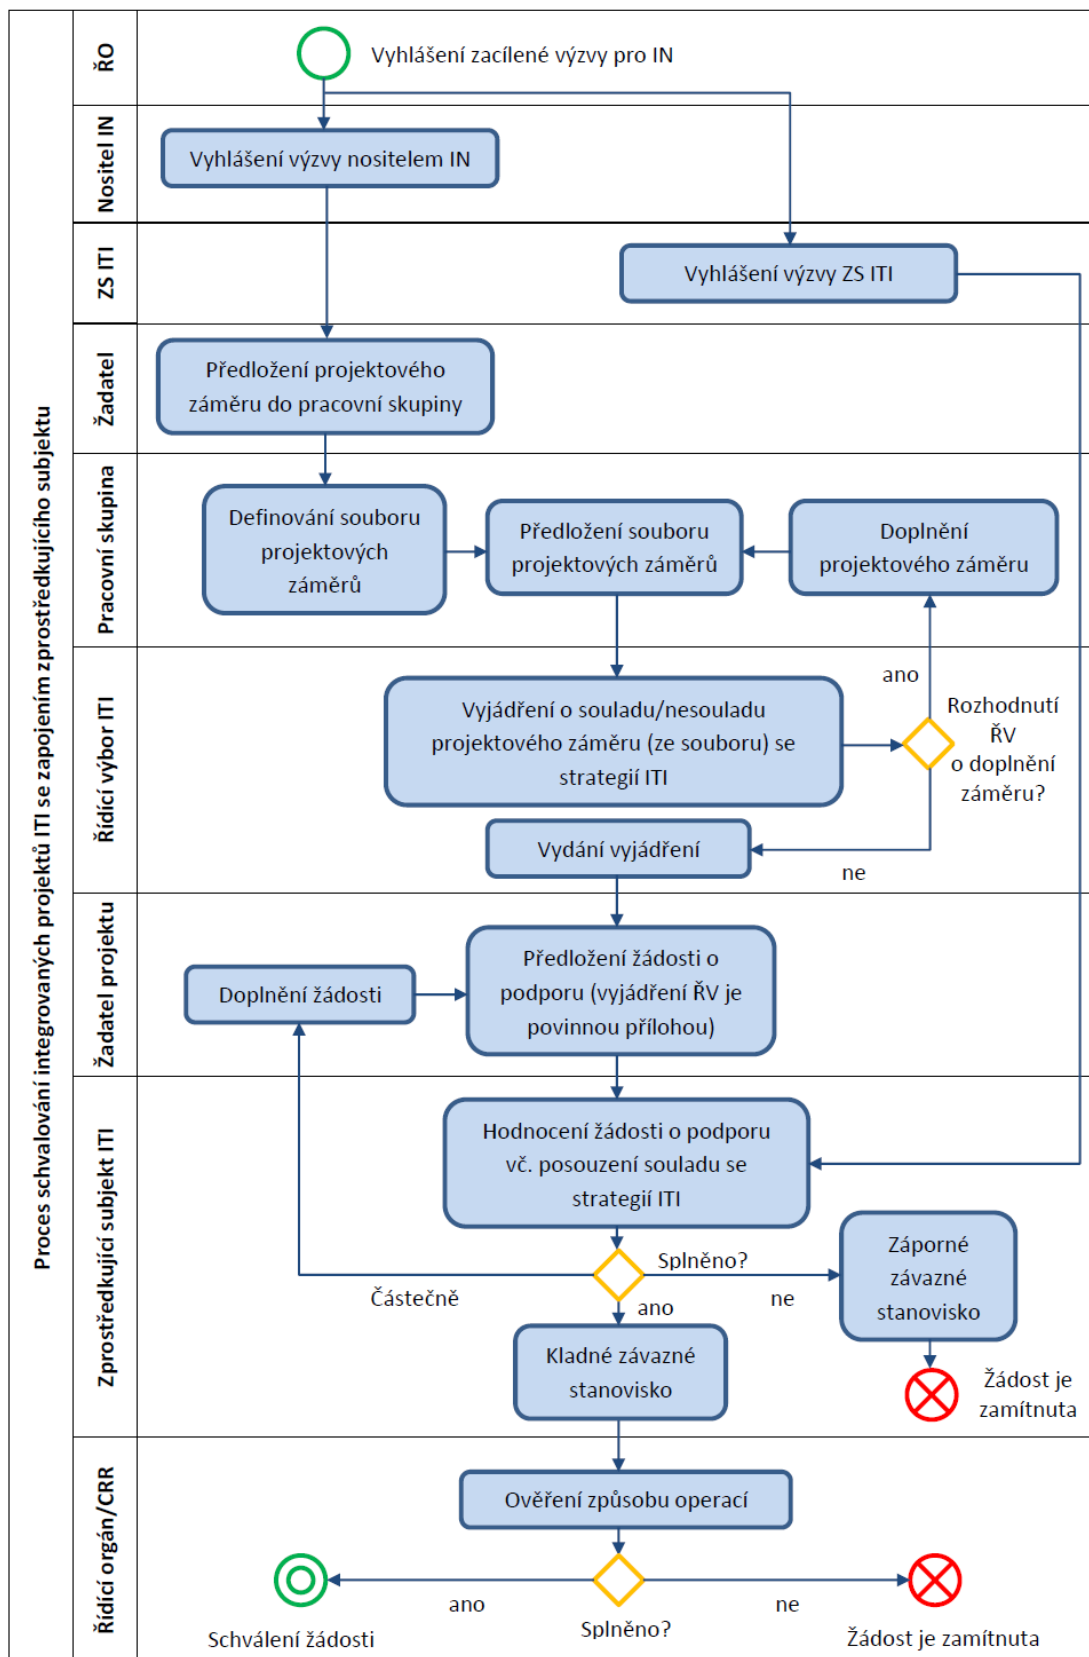 Proces schvalování integrovaných projektů ITI se zapojením zprostředkujícího subjektu
ŘO
Vyhlášení zacílené výzvy pro IN
Nositel IN
Vyhlášení výzvy nositelem IN
ZS ITI
Vyhlášení výzvy ZS ITI
Žadatel
Předložení projektového
záměru do pracovní skupiny
Pracovní skupina
Definování souboru
projektových
záměrů
Předložení souboru
projektových záměrů
Doplnění
projektového záměru
Řídící výbor ITI
Vyjádření o souladu/nesouladu
projektového záměru (ze souboru) se
strategií ITI
ano
Rozhodnutí
ŘV
o doplnění
záměru?
Vydání vyjádření
ne
Žadatel projektu
Doplnění žádosti
Předložení žádosti o
podporu (vyjádření ŘV je
povinnou přílohou)
Zprostředkující subjekt ITI
Hodnocení žádosti o podporu
vč. posouzení souladu se
strategií ITI
Splněno?
Částečně
ano
ne
Záporné
závazné
stanovisko
Kladné závazné
stanovisko
Žádost je
zamítnuta
Řídící orgán/CRR
Ověření způsobu operací
ano
ne
Splněno?
Schválení žádosti
Žádost je zamítnuta